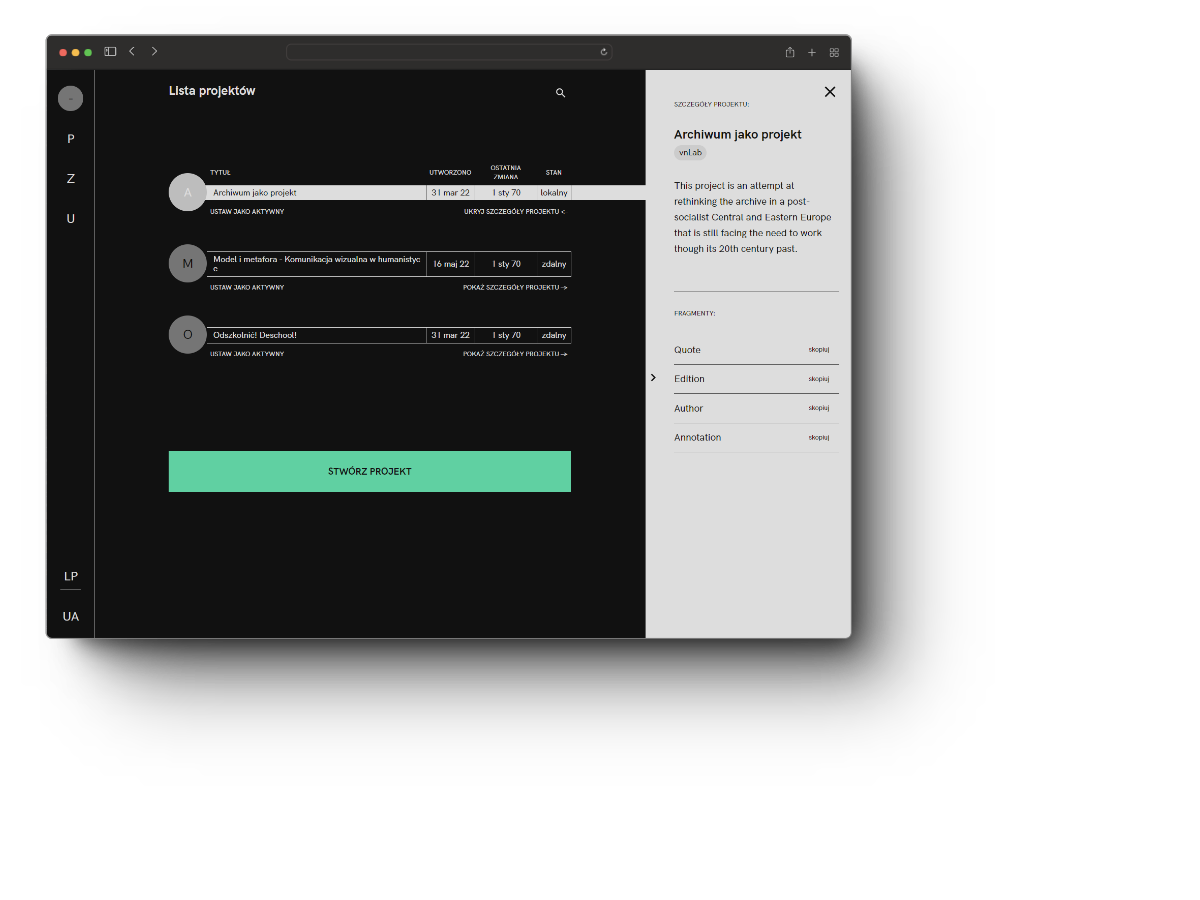 P
Z
U
LP
UA
Lista projektów
TYTUŁ UTWORZONO OSTATNIA ZMIANA STAN
A Archiwum jako projekt 31 mar 22 1 sty 70 lokalny
USTAW JAKO AKTYWNY UKRYJ SZCZEGÓŁY PROJEKTU <
M Model i metafora - Komunikacja wizualna w humanistyc
e 16 maj 22 1 sty 70 zdalny
USTAW JAKO AKTYWNY POKAŻ SZCZEGÓŁY PROJEKTU ->
O Odszkolnić! Deschool! 31 mar 22 1 sty 70 zdalny
USTAW JAKO AKTYWNY POKAŻ SZCZEGÓŁY PROJEKTU ->
STWÓRZ PROJEKT
SZCZEGÓŁY PROJEKTU:
Archiwum jako projekt
vnLab
This project is an attempt at
rethinking the archive in a post-
socialist Central and Eastern Europe
that is still facing the need to work
though its 20th century past.
FRAGMENTY:
Quote skopiuj
Edition skopiuj
Author skopiuj
Annotation skopiuj